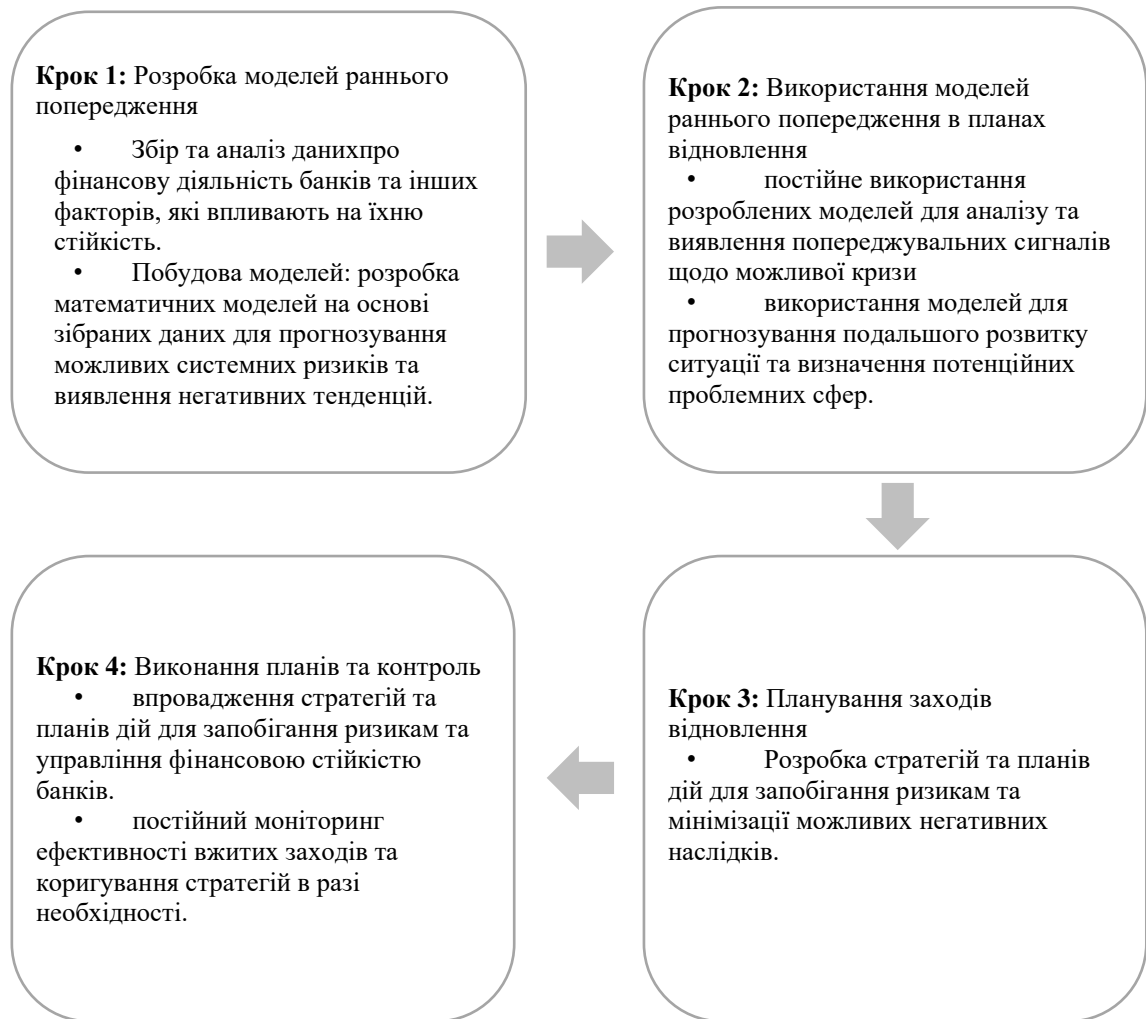 Крок 1: Розробка моделей раннього
попередження
• Збір та аналізданихпро
фінансову діяльність банків та інших
факторів, які впливають на їхню
стійкість.
• Побудова моделей: розробка
математичних моделей на основі
зібраних даних для прогнозування
можливих системних ризиків та
виявлення негативних тенденцій.
Крок 2: Використання моделей
раннього попередження в планах
відновлення
• постійне використання
розроблених моделей для аналізу та
виявлення попереджувальних сигналів
щодо можливої кризи
• використання моделей для
прогнозування подальшого розвитку
ситуації та визначення потенційних
проблемних сфер.
Крок 3: Планування заходів
відновлення
• Розробка стратегій та планів
дій для запобігання ризикам та
мінімізації можливих негативних
наслідків.
Крок 4: Виконання планів та контроль
• впровадження стратегій та
планів дій для запобігання ризикам та
управління фінансовою стійкістю
банків.
• постійний моніторинг
ефективності вжитих заходів та
коригування стратегій в разі
необхідності.